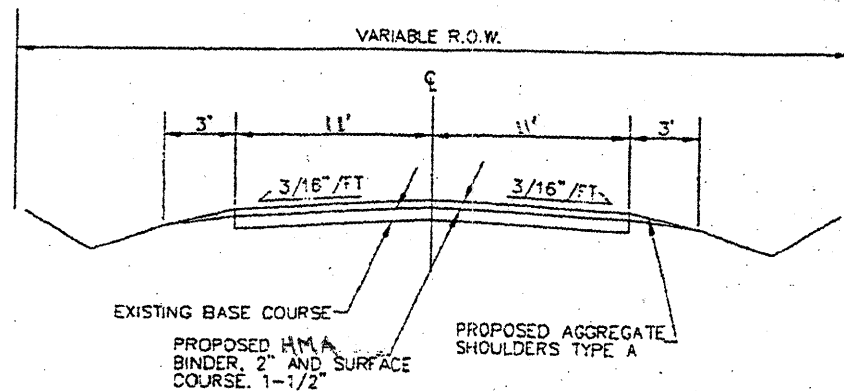 VARIABLE R.O.W.
℄
3' 11' 11' 3'
3/16"/FT 3/16"/FT
EXISTING BASE COURSE
PROPOSED HMA
BINDER, 2" AND SURFACE
COURSE, 1-1/2"
PROPOSED AGGREGATE
SHOULDERS TYPE A